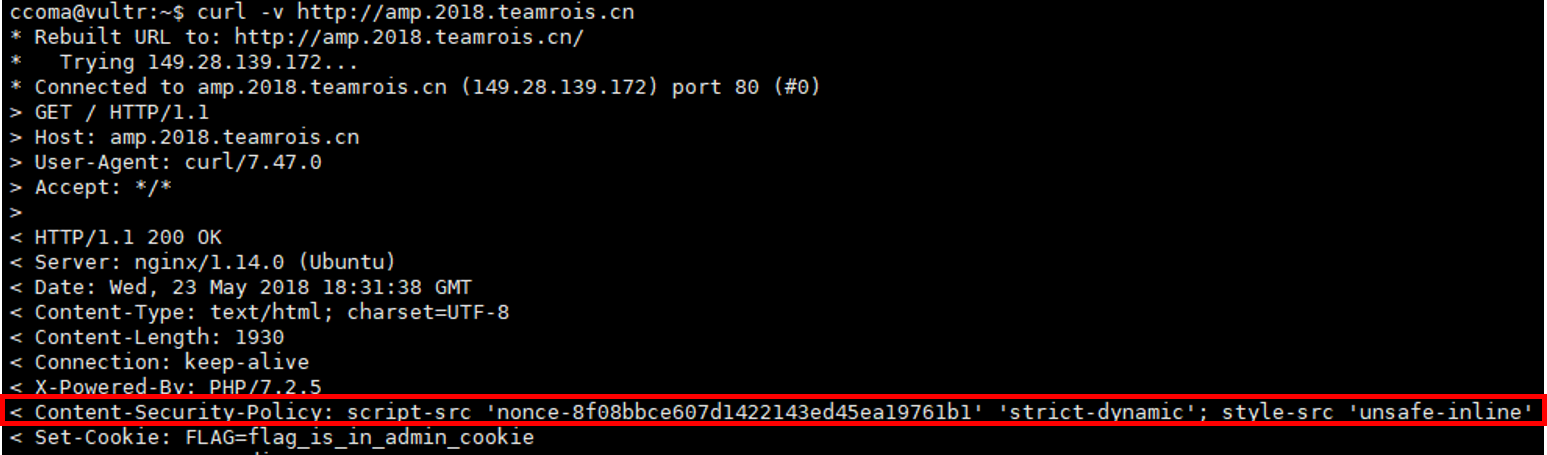 ccoma@vultr:~$ curl -v http://amp.2018.teamrois.cn
* Rebuilt URL to: http://amp.2018.teamrois.cn/
*   Trying 149.28.139.172...
* Connected to amp.2018.teamrois.cn (149.28.139.172) port 80 (#0)
> GET / HTTP/1.1
> Host: amp.2018.teamrois.cn
> User-Agent: curl/7.47.0
> Accept: */*
>
< HTTP/1.1 200 OK
< Server: nginx/1.14.0 (Ubuntu)
< Date: Wed, 23 May 2018 18:31:38 GMT
< Content-Type: text/html; charset=UTF-8
< Content-Length: 1930
< Connection: keep-alive
< X-Powered-By: PHP/7.2.5
< Content-Security-Policy: script-src 'nonce-8f08bbce607d1422143ed45ea19761b1' 'strict-dynamic'; style-src 'unsafe-inline'
< Set-Cookie: FLAG=flag_is_in_admin_cookie